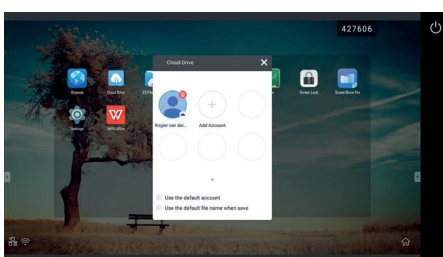 427606
Cloud Drive
Browser
Cloud Drive
Screen Lock
ScreenShare Pro
Settings
WPS Office
Rogier van der...
Add Account
Use the default account
Use the default file name when save